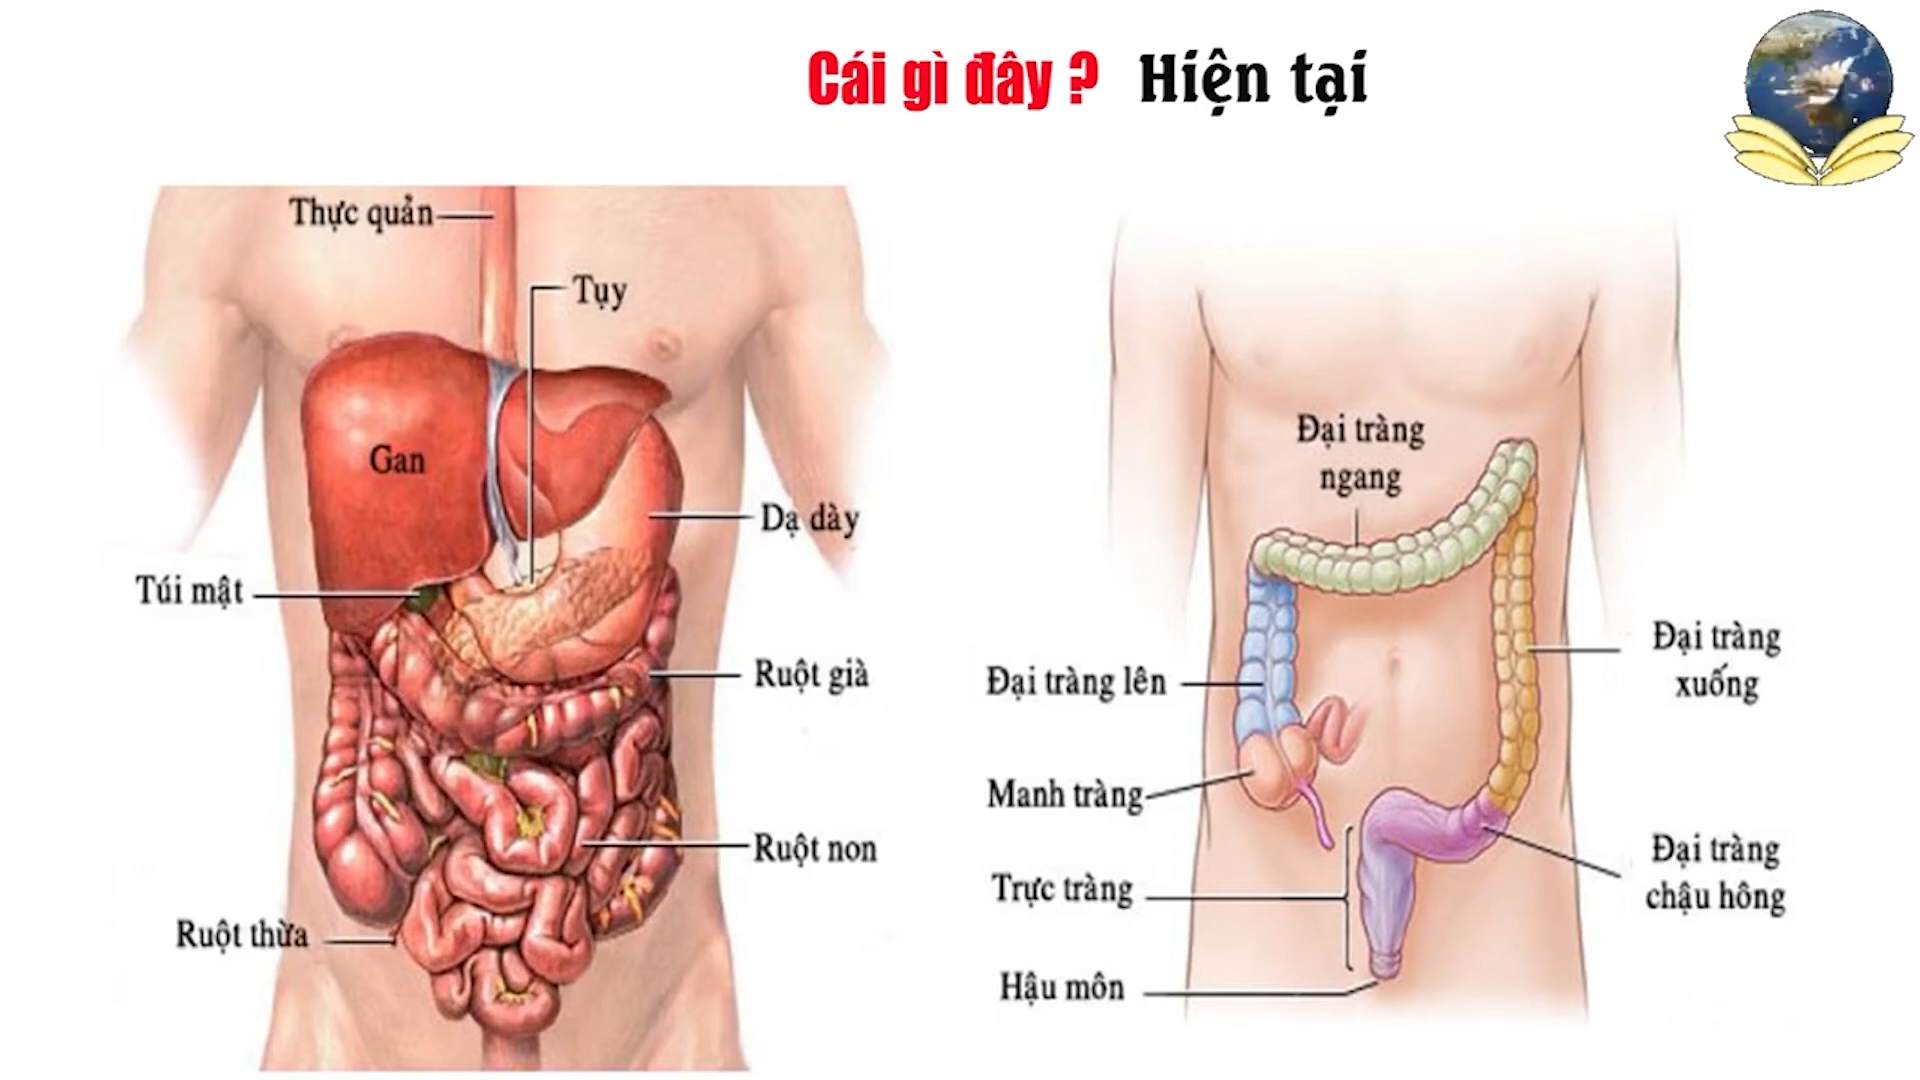 Cái gì đây ? Hiện tại
Thực quản
Tụy
Gan
Dạ dày
Túi mật
Ruột già
Ruột non
Ruột thừa
Đại tràng
ngang
Đại tràng lên
Đại tràng
xuống
Manh tràng
Trực tràng
Đại tràng
chậu hông
Hậu môn